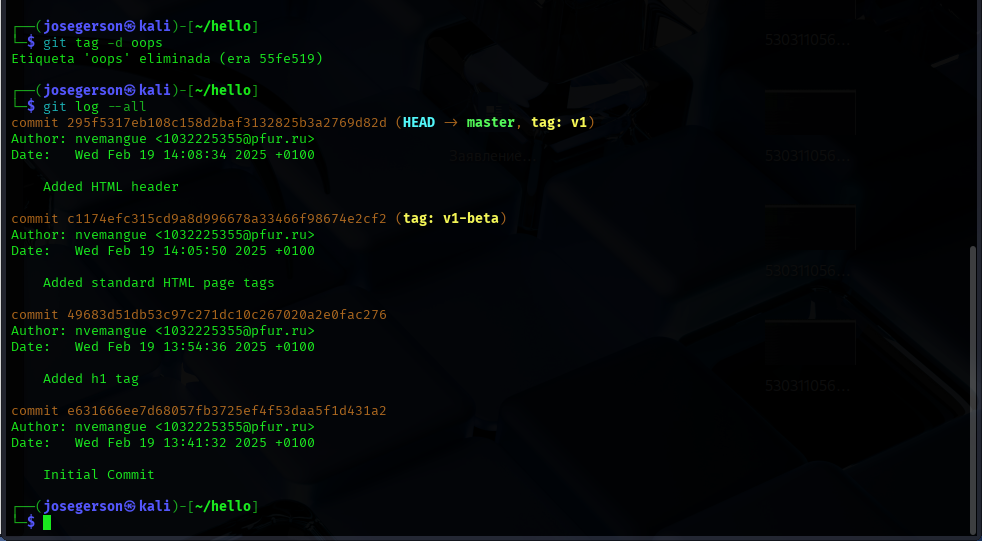 ┌──(josegerson㉿kali)-[~/hello]
└─$ git tag -d oops
Etiqueta 'oops' eliminada (era 55fe519)
┌──(josegerson㉿kali)-[~/hello]
└─$ git log --all
commit 295f5317eb108c158d2baf3132825b3a2769d82d (HEAD -> master, tag: v1)
Author: nvemangue <1032225355@pfur.ru>
Date:   Wed Feb 19 14:08:34 2025 +0100
    Added HTML header
commit c1174efc315cd9a8d996678a33466f98674e2cf2 (tag: v1-beta)
Author: nvemangue <1032225355@pfur.ru>
Date:   Wed Feb 19 14:05:50 2025 +0100
    Added standard HTML page tags
commit 49683d51db53c97c271dc10c267020a2e0fac276
Author: nvemangue <1032225355@pfur.ru>
Date:   Wed Feb 19 13:54:36 2025 +0100
    Added h1 tag
commit e631666ee7d68057fb3725ef4f53daa5f1d431a2
Author: nvemangue <1032225355@pfur.ru>
Date:   Wed Feb 19 13:41:32 2025 +0100
    Initial Commit
┌──(josegerson㉿kali)-[~/hello]
└─$
530311056...
Заявление...
530311056...
530311056...
530311056...